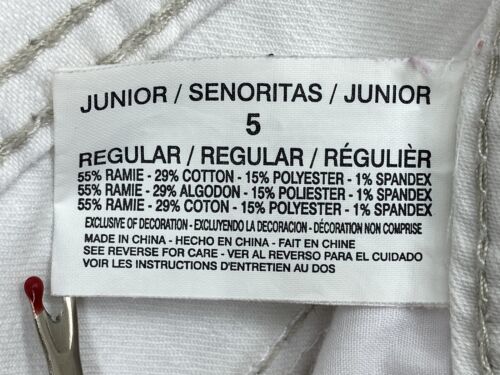 JUNIOR / SENORITAS / JUNIOR
5
REGULAR / REGULAR / RÉGULIÈR
55% RAMIE - 29% COTTON - 15% POLYESTER - 1% SPANDEX
55% RAMIE - 29% ALGODON - 15% POLIESTER - 1% SPANDEX
55% RAMIE - 29% COTON - 15% POLYESTER - 1% SPANDEX
EXCLUSIVE OF DECORATION - EXCLUYENDO LA DECORACION - DÉCORATION NON COMPRISE
MADE IN CHINA - HECHO EN CHINA - FAIT EN CHINE
SEE REVERSE FOR CARE - VER AL REVERSO PARA EL CUIDADO
VOIR LES INSTRUCTIONS D'ENTRETIEN AU DOS